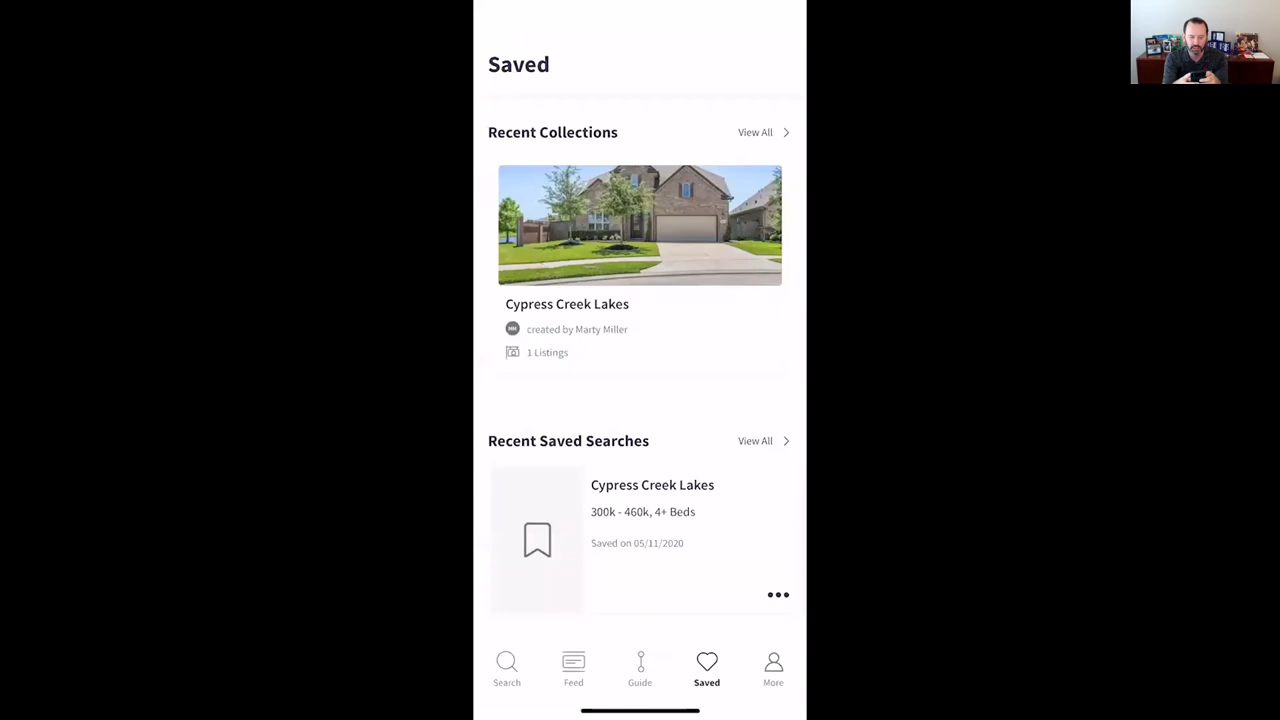 Saved
Recent Collections
View All
Cypress Creek Lakes
MM
created by Marty Miller
1 Listings
Recent Saved Searches
View All
Cypress Creek Lakes
300k - 460k, 4+ Beds
Saved on 05/11/2020
Search
Feed
Guide
Saved
More